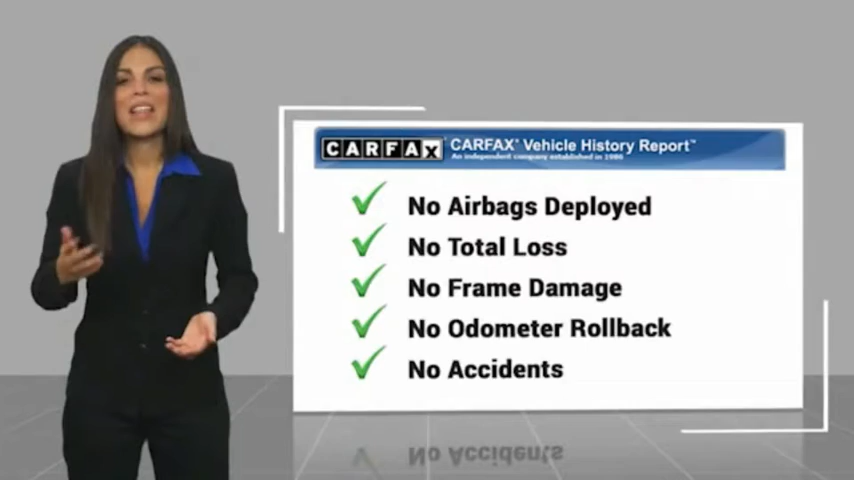 CARFAX CARFAX™ Vehicle History Report™
An independent company established in 1986
No Airbags Deployed
No Total Loss
No Frame Damage
No Odometer Rollback
No Accidents
No Accidents